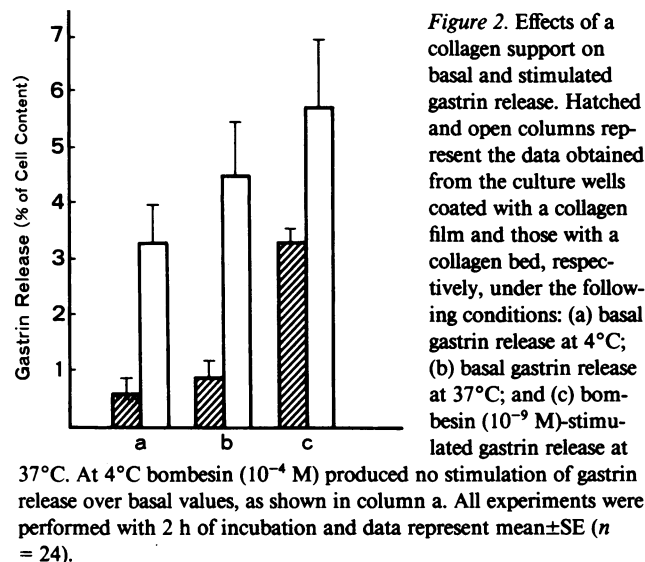 7
6
5
4
3
2
1
Gastrin Release (% of Cell Content)
a b c
Figure 2. Effects of a
collagen support on
basal and stimulated
gastrin release. Hatched
and open columns rep-
resent the data obtained
from the culture wells
coated with a collagen
film and those with a
collagen bed, respec-
tively, under the follow-
ing conditions: (a) basal
gastrin release at 4°C;
(b) basal gastrin release
at 37°C; and (c) bom-
besin (10⁻⁹ M)-stimu-
lated gastrin release at
37°C. At 4°C bombesin (10⁻⁴ M) produced no stimulation of gastrin
release over basal values, as shown in column a. All experiments were
performed with 2 h of incubation and data represent mean±SE (n
= 24).